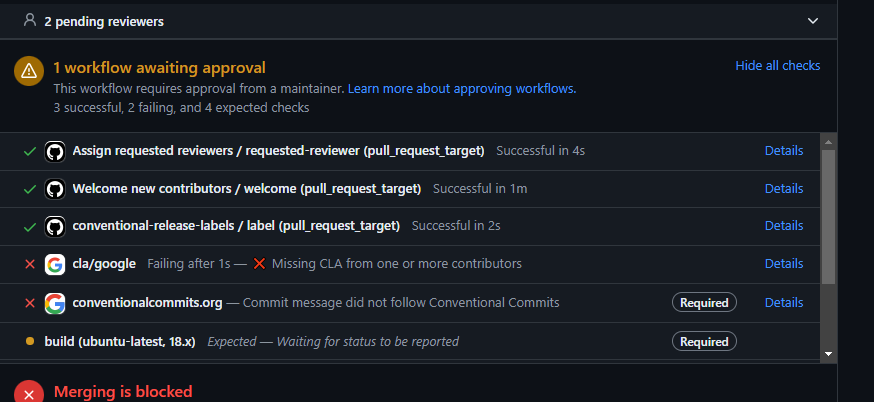 2 pending reviewers
1 workflow awaiting approval
Hide all checks
This workflow requires approval from a maintainer. Learn more about approving workflows.
3 successful, 2 failing, and 4 expected checks
Assign requested reviewers / requested-reviewer (pull_request_target) Successful in 4s Details
Welcome new contributors / welcome (pull_request_target) Successful in 1m Details
conventional-release-labels / label (pull_request_target) Successful in 2s Details
cla/google Failing after 1s — ❌ Missing CLA from one or more contributors Details
conventionalcommits.org — Commit message did not follow Conventional Commits Required Details
build (ubuntu-latest, 18.x) Expected — Waiting for status to be reported Required
Merging is blocked